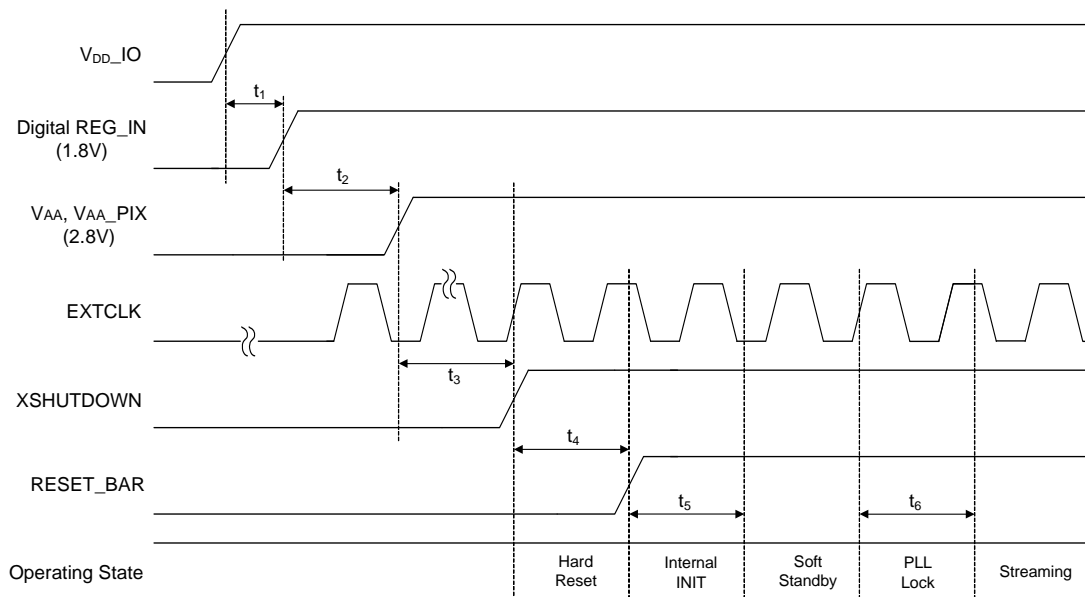 VDD_IO
t1
Digital REG_IN
(1.8V)
t2
VAA, VAA_PIX
(2.8V)
EXTCLK
t3
XSHUTDOWN
t4
RESET_BAR
t5
t6
Operating State
Hard
Reset
Internal
INIT
Soft
Standby
PLL
Lock
Streaming